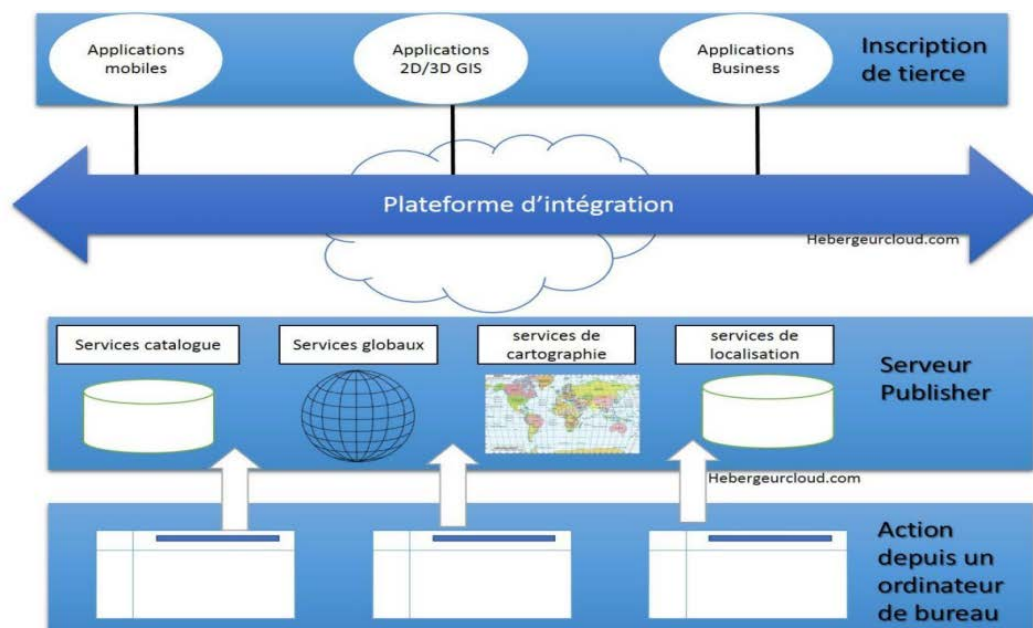 Applications
mobiles
Applications
2D/3D GIS
Applications
Business
Inscription
de tierce
Plateforme d'intégration
Hebergeurcloud.com
Services catalogue
Services globaux
services de
cartographie
services de
localisation
Serveur
Publisher
Hebergeurcloud.com
Action
depuis un
ordinateur
de bureau